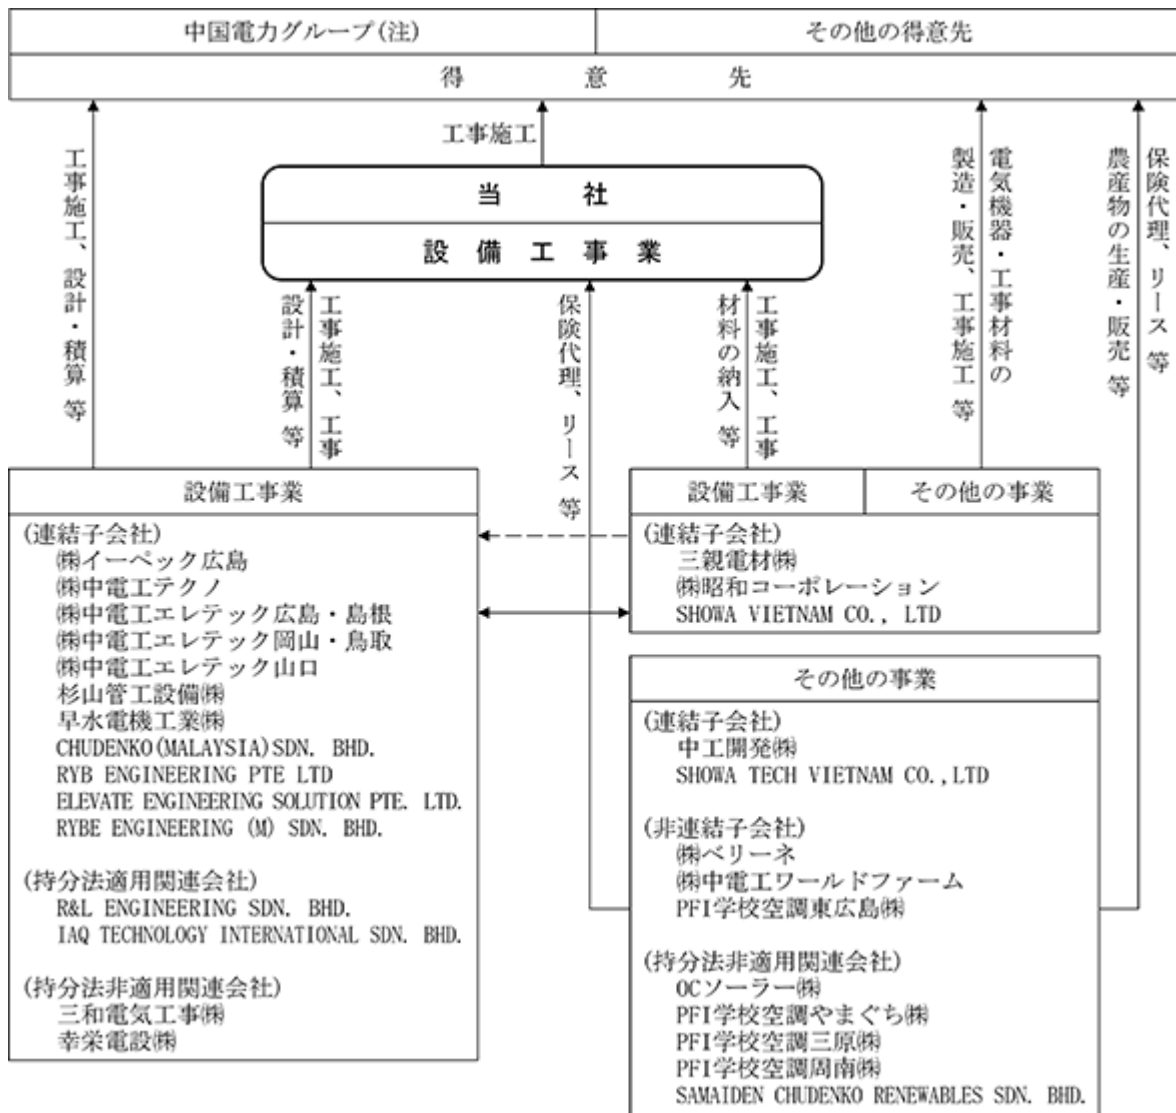 中国電力グループ(注)
その他の得意先
得意先
工事施工、設計・積算 等
工事施工
電気機器・工事材料の
製造・販売、工事施工 等
保険代理、リース 等
農産物の生産・販売 等
当社
設備工事業
工事施工、工事
設計・積算 等
保険代理、リース 等
工事施工、工事
材料の納入 等
設備工事業
(連結子会社)
㈱イーペック広島
㈱中電工テクノ
㈱中電工エレテック広島・島根
㈱中電工エレテック岡山・鳥取
㈱中電工エレテック山口
杉山管工設備㈱
早水電機工業㈱
CHUDENKO(MALAYSIA)SDN. BHD.
RYB ENGINEERING PTE LTD
ELEVATE ENGINEERING SOLUTION PTE. LTD.
RYBE ENGINEERING (M) SDN. BHD.
(持分法適用関連会社)
R&L ENGINEERING SDN. BHD.
IAQ TECHNOLOGY INTERNATIONAL SDN. BHD.
(持分法非適用関連会社)
三和電気工事㈱
幸栄電設㈱
設備工事業
その他の事業
(連結子会社)
三親電材㈱
㈱昭和コーポレーション
SHOWA VIETNAM CO., LTD
その他の事業
(連結子会社)
中工開発㈱
SHOWA TECH VIETNAM CO.,LTD
(非連結子会社)
㈱ベリーネ
㈱中電工ワールドファーム
PFI学校空調東広島㈱
(持分法非適用関連会社)
OCソーラー㈱
PFI学校空調やまぐち㈱
PFI学校空調三原㈱
PFI学校空調周南㈱
SAMAIDEN CHUDENKO RENEWABLES SDN. BHD.